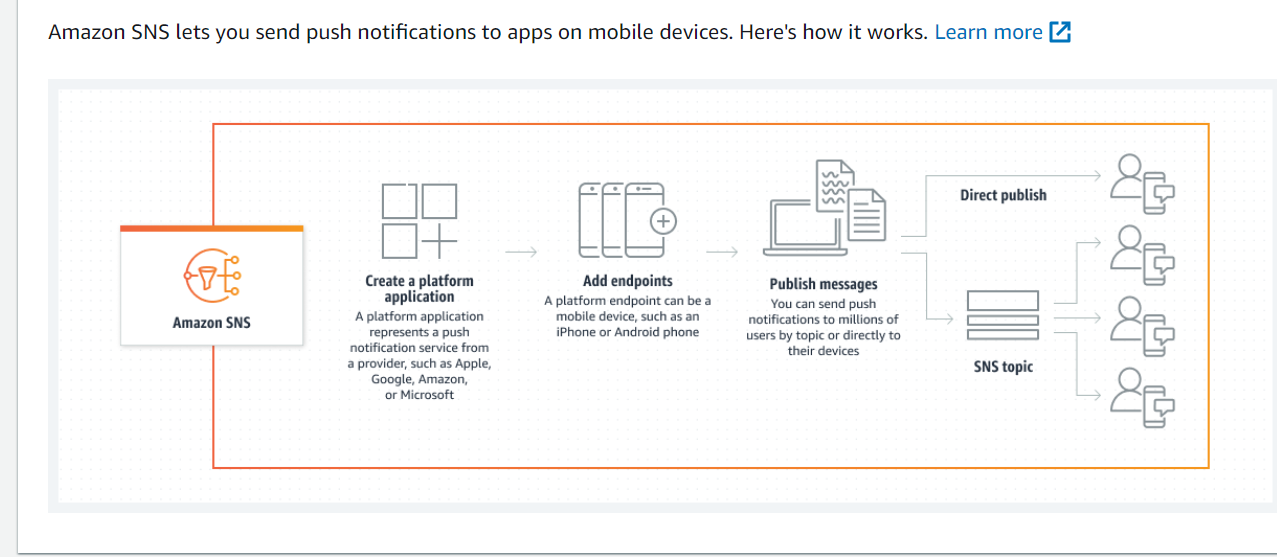 Amazon SNS lets you send push notifications to apps on mobile devices. Here's how it works. Learn more
Amazon SNS
Create a platform
application
A platform application
represents a push
notification service from
a provider, such as Apple,
Google, Amazon,
or Microsoft
Add endpoints
A platform endpoint can be a
mobile device, such as an
iPhone or Android phone
Publish messages
You can send push
notifications to millions of
users by topic or directly to
their devices
Direct publish
SNS topic